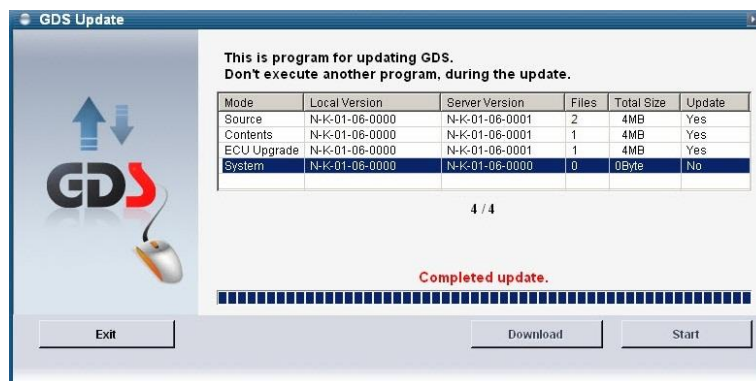 GDS Update
This is program for updating GDS.
Don't execute another program, during the update.
Mode Local Version Server Version Files Total Size Update
Source N-K-01-06-0000 N-K-01-06-0001 2 4MB Yes
Contents N-K-01-06-0000 N-K-01-06-0001 1 4MB Yes
ECU Upgrade N-K-01-06-0000 N-K-01-06-0001 1 4MB Yes
System N-K-01-06-0000 N-K-01-06-0001 0 0Byte No
GDS
4 / 4
Completed update.
Exit Download Start